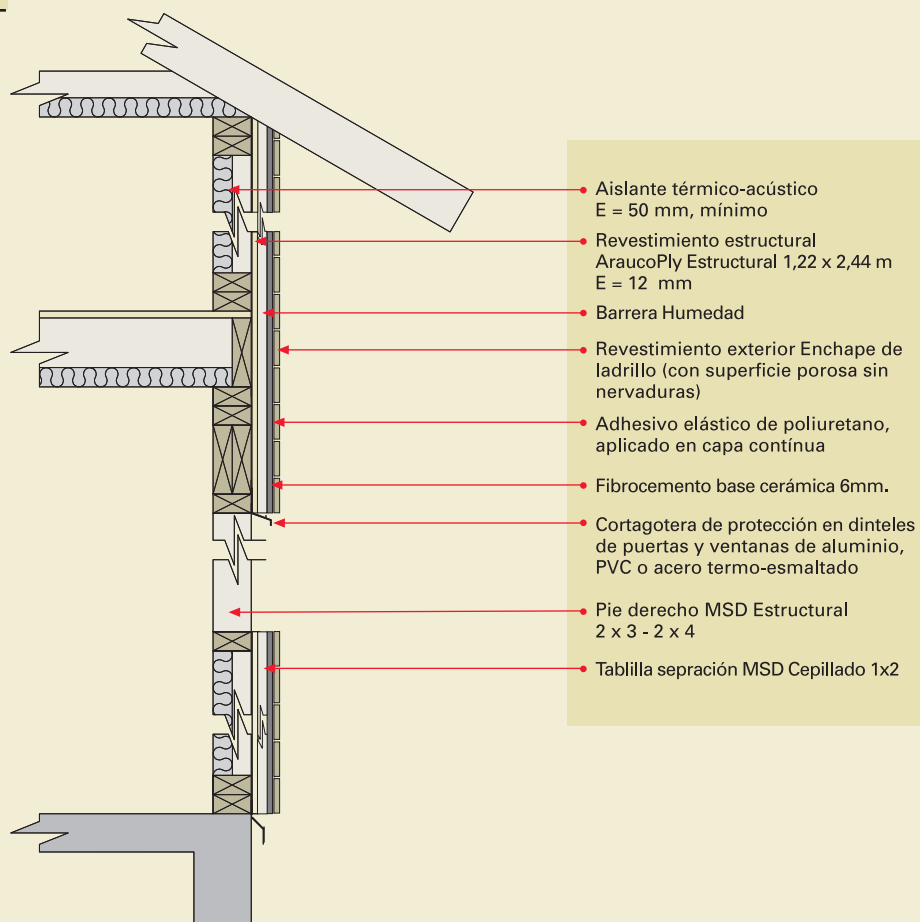 Aislante térmico-acústico
E = 50 mm, mínimo
Revestimiento estructural
AraucoPly Estructural 1,22 x 2,44 m
E = 12 mm
Barrera Humedad
Revestimiento exterior Enchape de
ladrillo (con superficie porosa sin
nervaduras)
Adhesivo elástico de poliuretano,
aplicado en capa contínua
Fibrocemento base cerámica 6mm.
Cortagotera de protección en dinteles
de puertas y ventanas de aluminio,
PVC o acero termo-esmaltado
Pie derecho MSD Estructural
2 x 3 - 2 x 4
Tablilla sepración MSD Cepillado 1x2